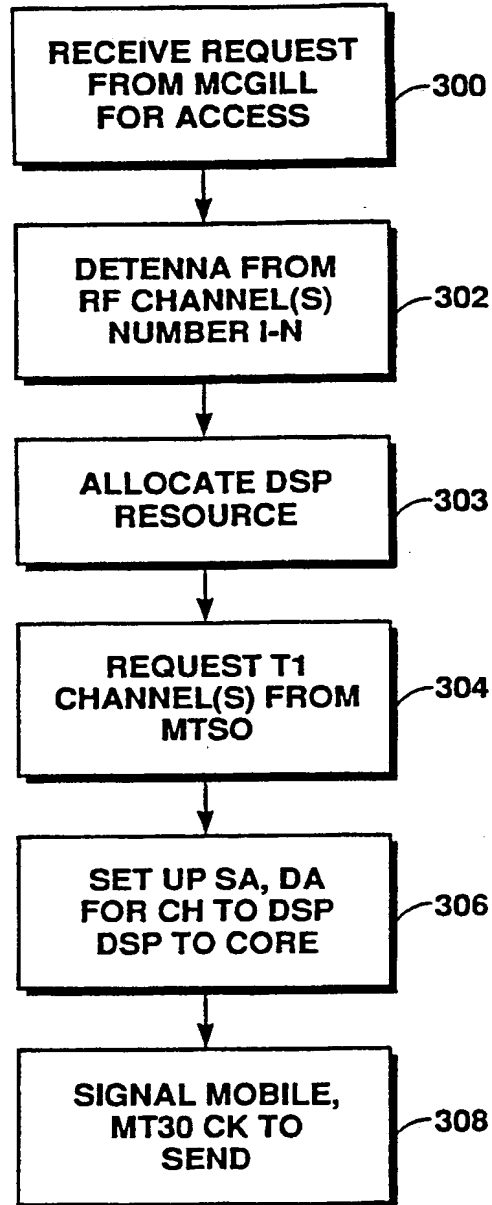 RECEIVE REQUEST
FROM MCGILL
FOR ACCESS
300
DETENNA FROM
RF CHANNEL(S)
NUMBER I-N
302
ALLOCATE DSP
RESOURCE
303
REQUEST T1
CHANNEL(S) FROM
MTSO
304
SET UP SA, DA
FOR CH TO DSP
DSP TO CORE
306
SIGNAL MOBILE,
MT30 CK TO
SEND
308